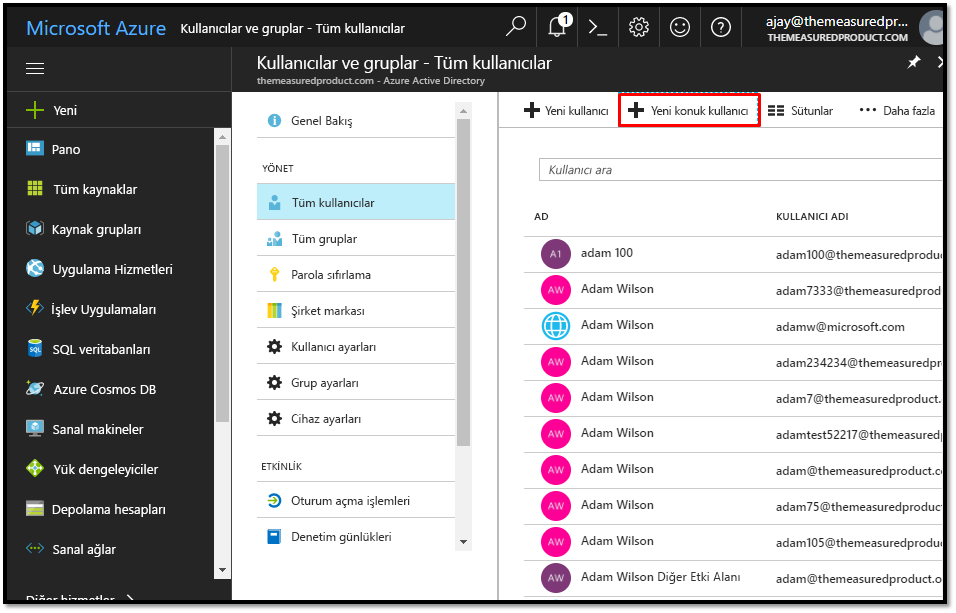 Microsoft Azure Kullanıcılar ve gruplar - Tüm kullanıcılar
1
ajay@themeasuredpr...
THEMEASUREDPRODUCT.COM
Kullanıcılar ve gruplar - Tüm kullanıcılar
themeasuredproduct.com - Azure Active Directory
Yeni
Pano
Tüm kaynaklar
Kaynak grupları
Uygulama Hizmetleri
İşlev Uygulamaları
SQL veritabanları
Azure Cosmos DB
Sanal makineler
Yük dengeleyiciler
Depolama hesapları
Sanal ağlar
Diğer hizmetler >
Genel Bakış
YÖNET
Tüm kullanıcılar
Tüm gruplar
Parola sıfırlama
Şirket markası
Kullanıcı ayarları
Grup ayarları
Cihaz ayarları
ETKİNLİK
Oturum açma işlemleri
Denetim günlükleri
Yeni kullanıcı Yeni konuk kullanıcı Sütunlar ••• Daha fazla
Kullanıcı ara
AD KULLANICI ADI
A1 adam 100 adam100@themeasuredprodu
AW Adam Wilson adam7333@themeasuredprod
Adam Wilson adamw@microsoft.com
AW Adam Wilson adam234234@themeasuredpr
AW Adam Wilson adam7@themeasuredproduct.
AW Adam Wilson adamtest52217@themeasured
AW Adam Wilson adam@themeasuredproduct.c
AW Adam Wilson adam75@themeasuredproduct
AW Adam Wilson adam105@themeasuredprodu
AW Adam Wilson Diğer Etki Alanı adam@themeasuredproduct.o